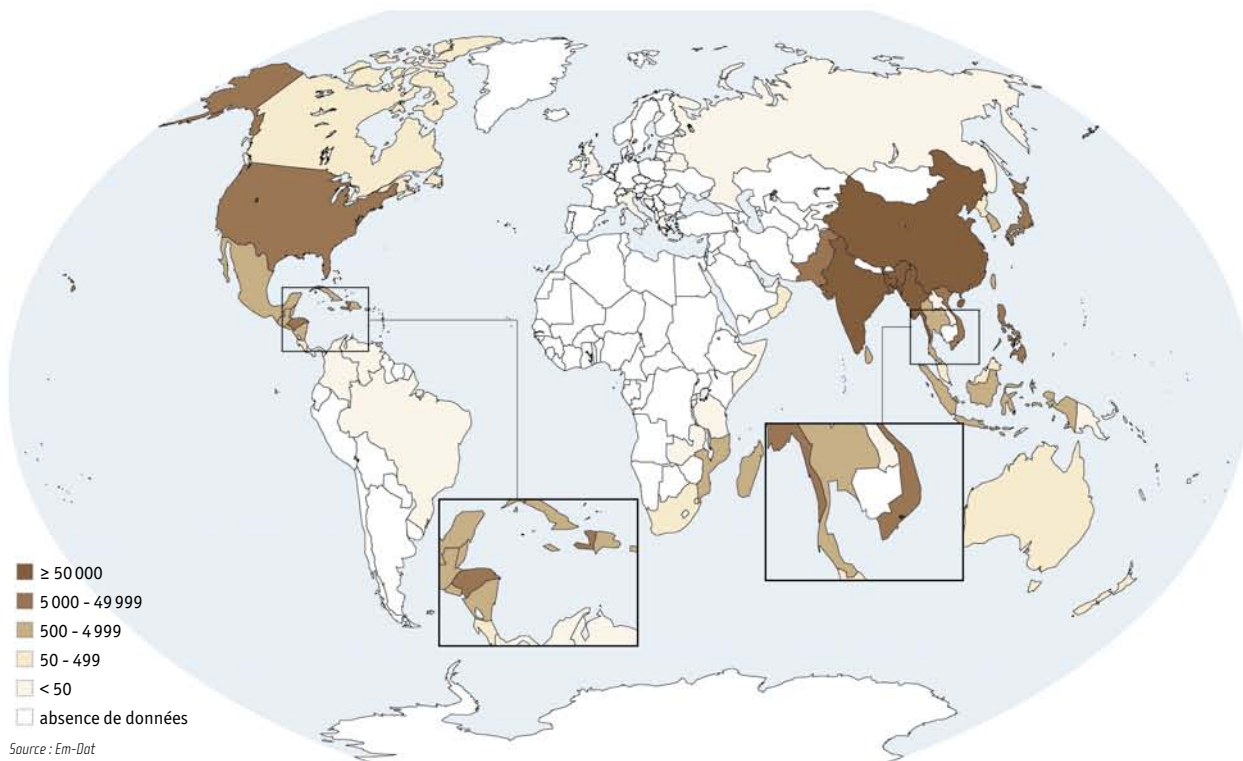 ≥ 50 000
5 000 - 49 999
500 - 4 999
50 - 499
< 50
absence de données
Source : Em-Dat